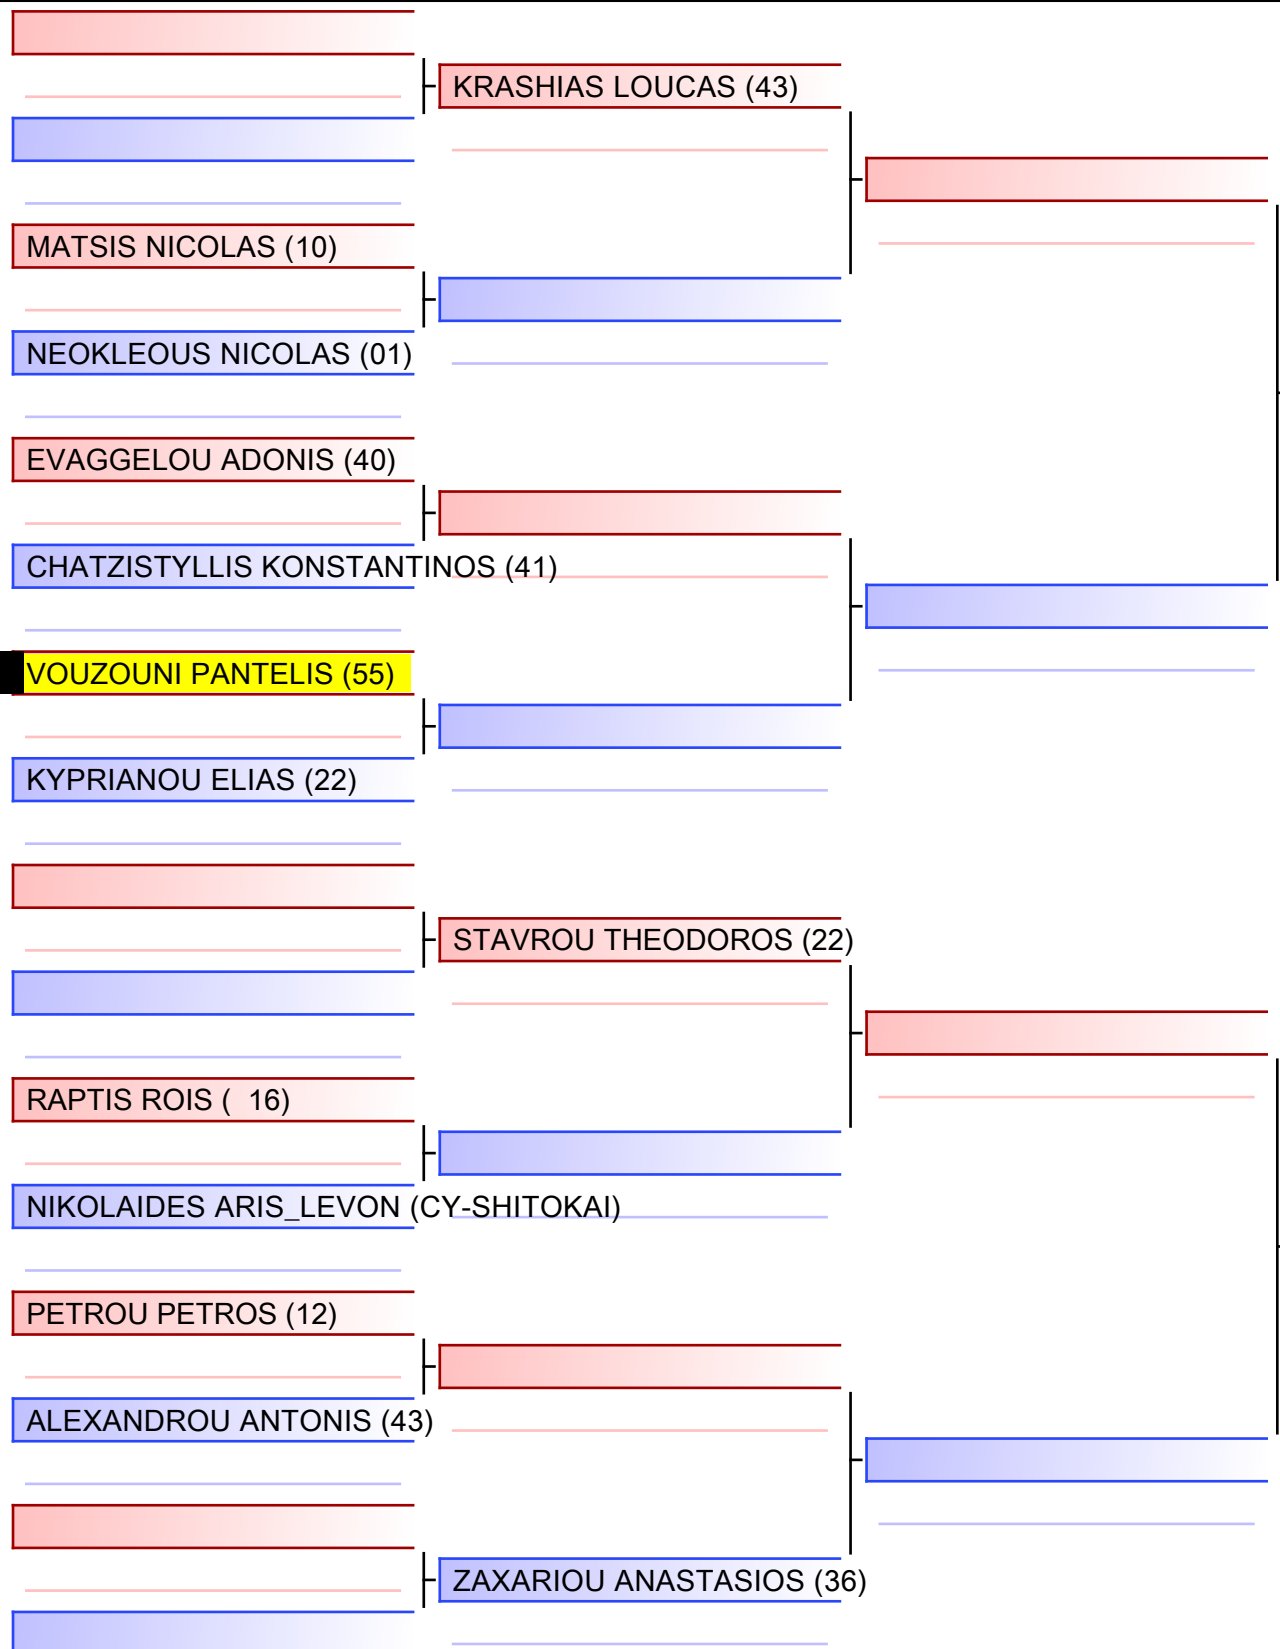 KRASHIAS LOUCAS (43)
MATSIS NICOLAS (10)
NEOKLEOUS NICOLAS (01)
EVAGGELOU ADONIS (40)
CHATZISTYLLIS KONSTANTINOS (41)
VOUZOUNI PANTELIS (55)
KYPRIANOU ELIAS (22)
STAVROU THEODOROS (22)
RAPTIS ROIS (  16)
NIKOLAIDES ARIS_LEVON (CY-SHITOKAI)
PETROU PETROS (12)
ALEXANDROU ANTONIS (43)
ZAXARIOU ANASTASIOS (36)